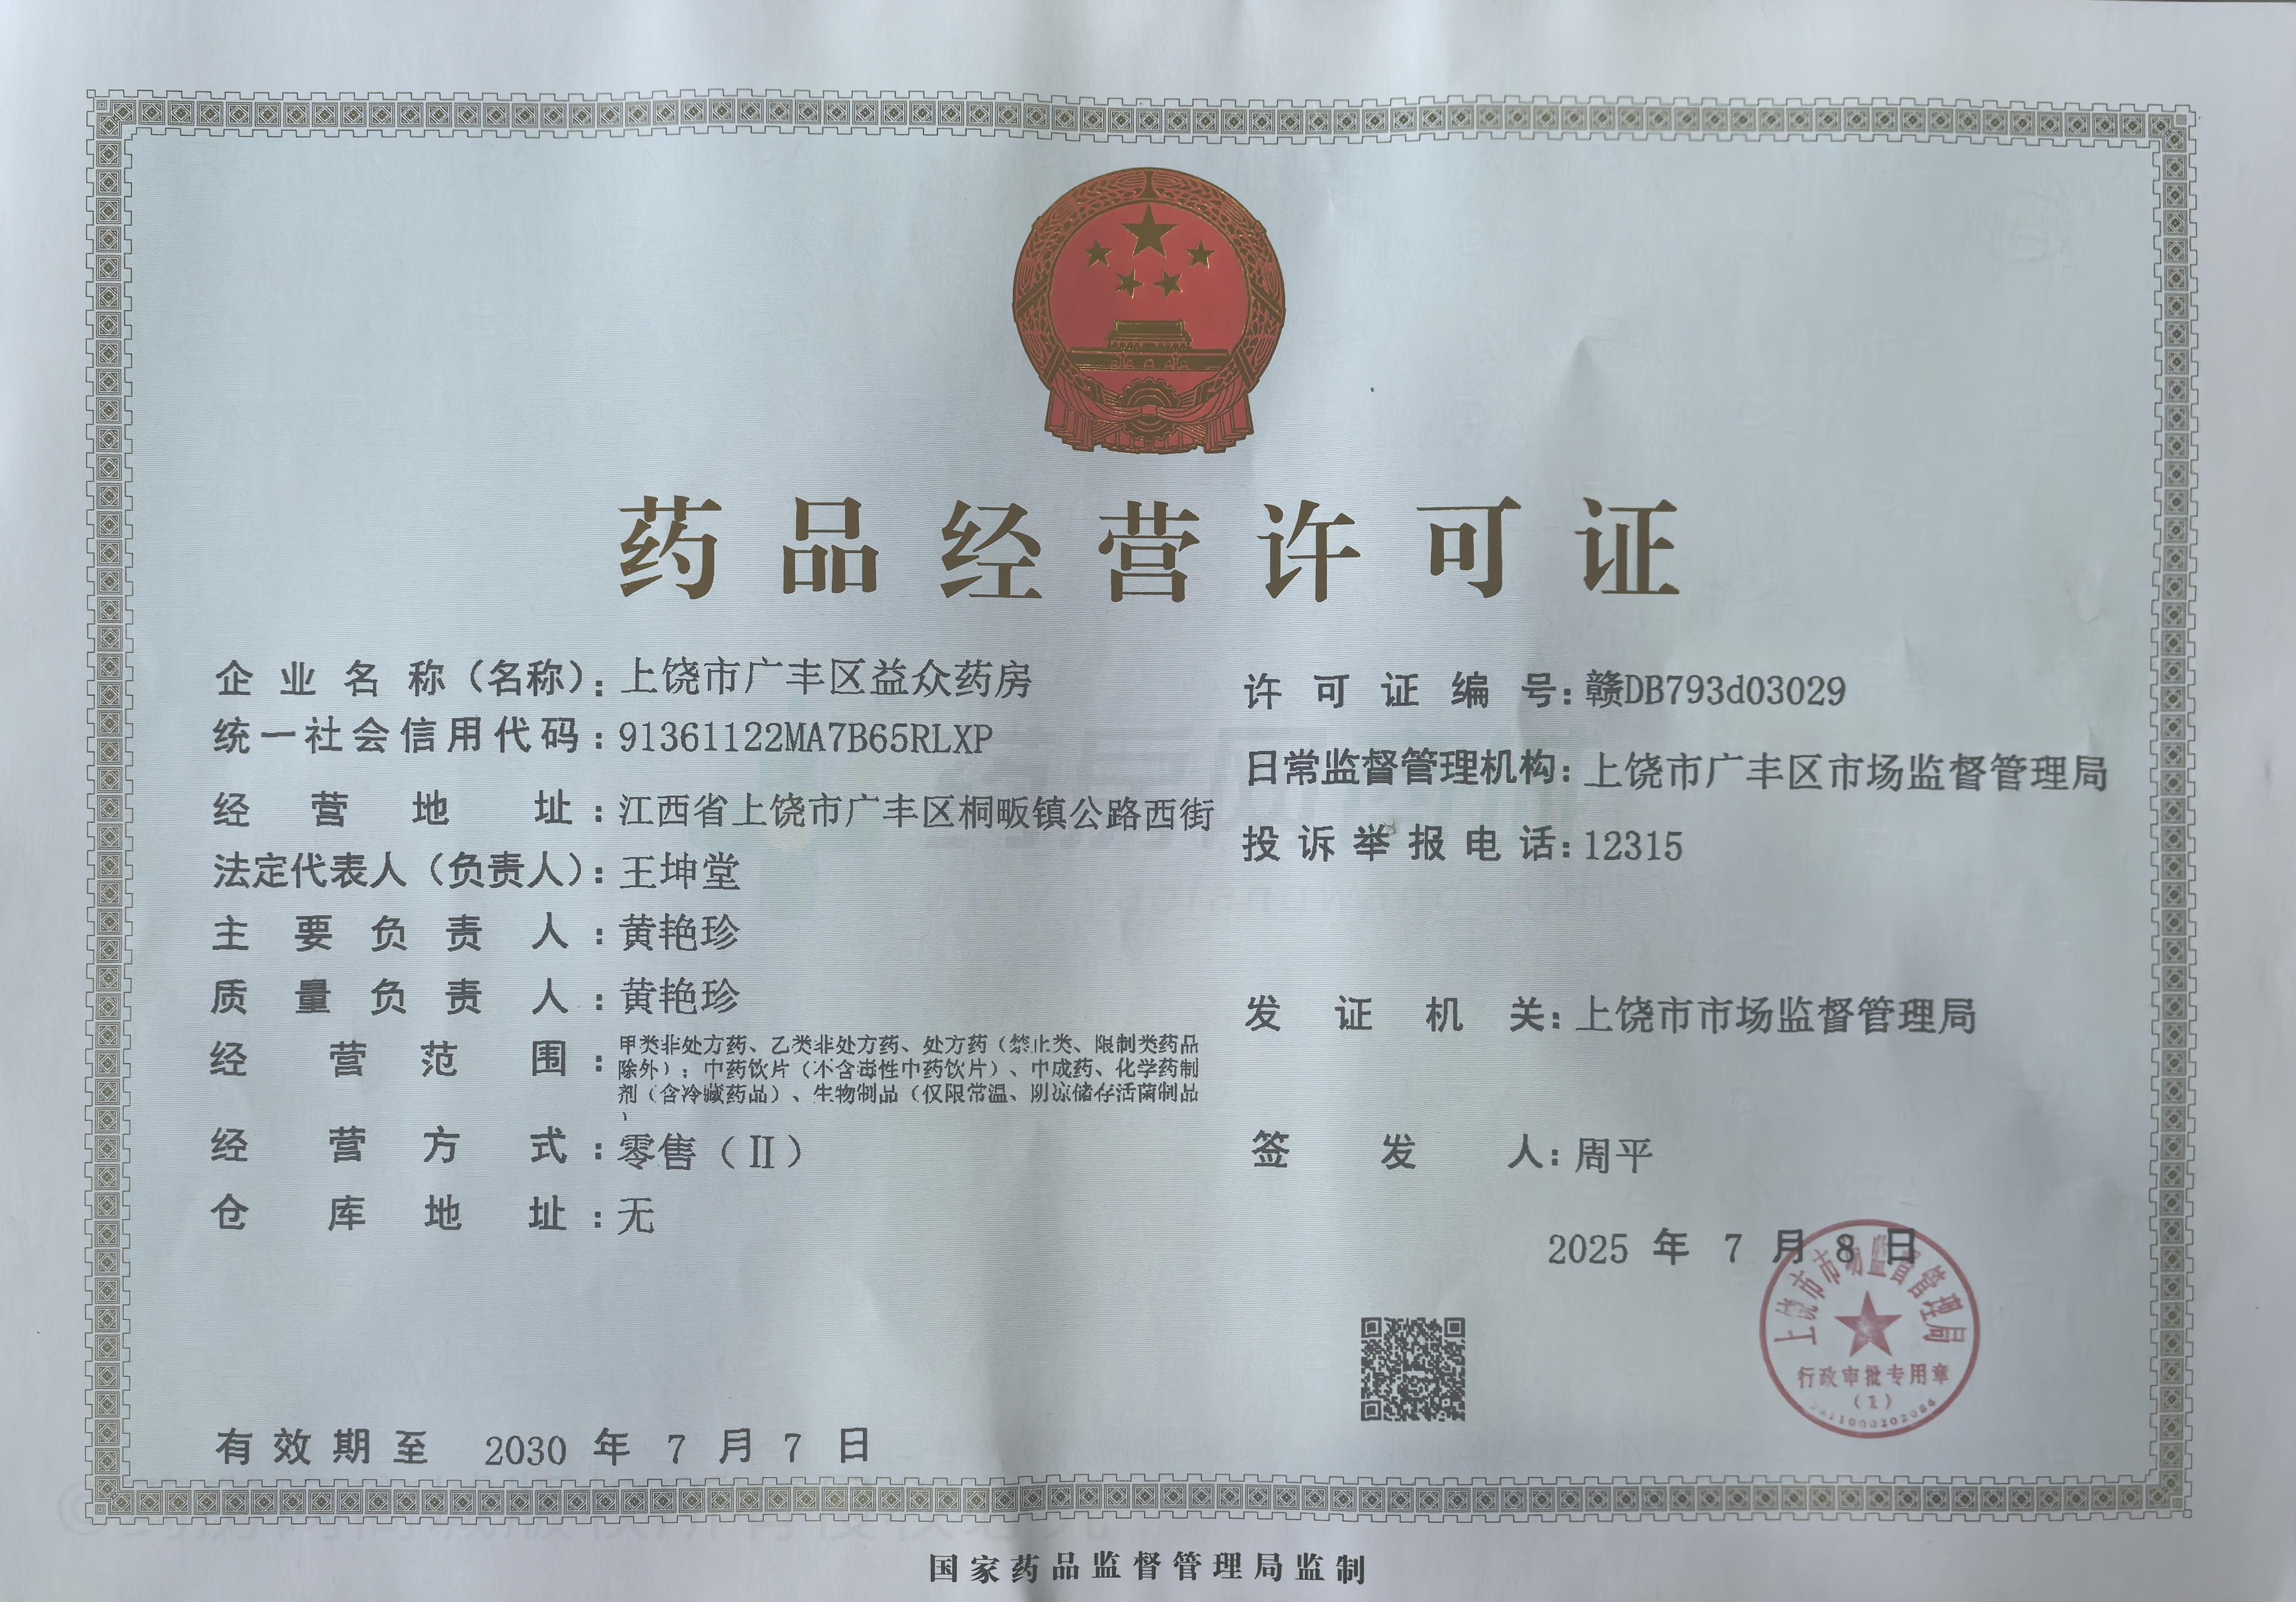 药品经营许可证
企业名称（名称）：上饶市广丰区益众药房
统一社会信用代码：91361122MA7B65RLXP
经营地址：江西省上饶市广丰区桐畈镇公路西街
法定代表人（负责人）：王坤堂
主要负责人：黄艳珍
质量负责人：黄艳珍
经营范围：甲类非处方药、乙类非处方药、处方药（禁止类、限制类药品
除外）；中药饮片（不含毒性中药饮片）、中成药、化学药制
剂（含冷藏药品）、生物制品（仅限常温、阴凉储存活菌制品
）
经营方式：零售（Ⅱ）
仓库地址：无
许可证编号：赣DB793d03029
日常监督管理机构：上饶市广丰区市场监督管理局
投诉举报电话：12315
发证机关：上饶市市场监督管理局
签发人：周平
2025 年 7 月 8 日
上饶市市场监督管理局
行政审批专用章
（1）
有效期至 2030 年 7 月 7 日
国家药品监督管理局监制